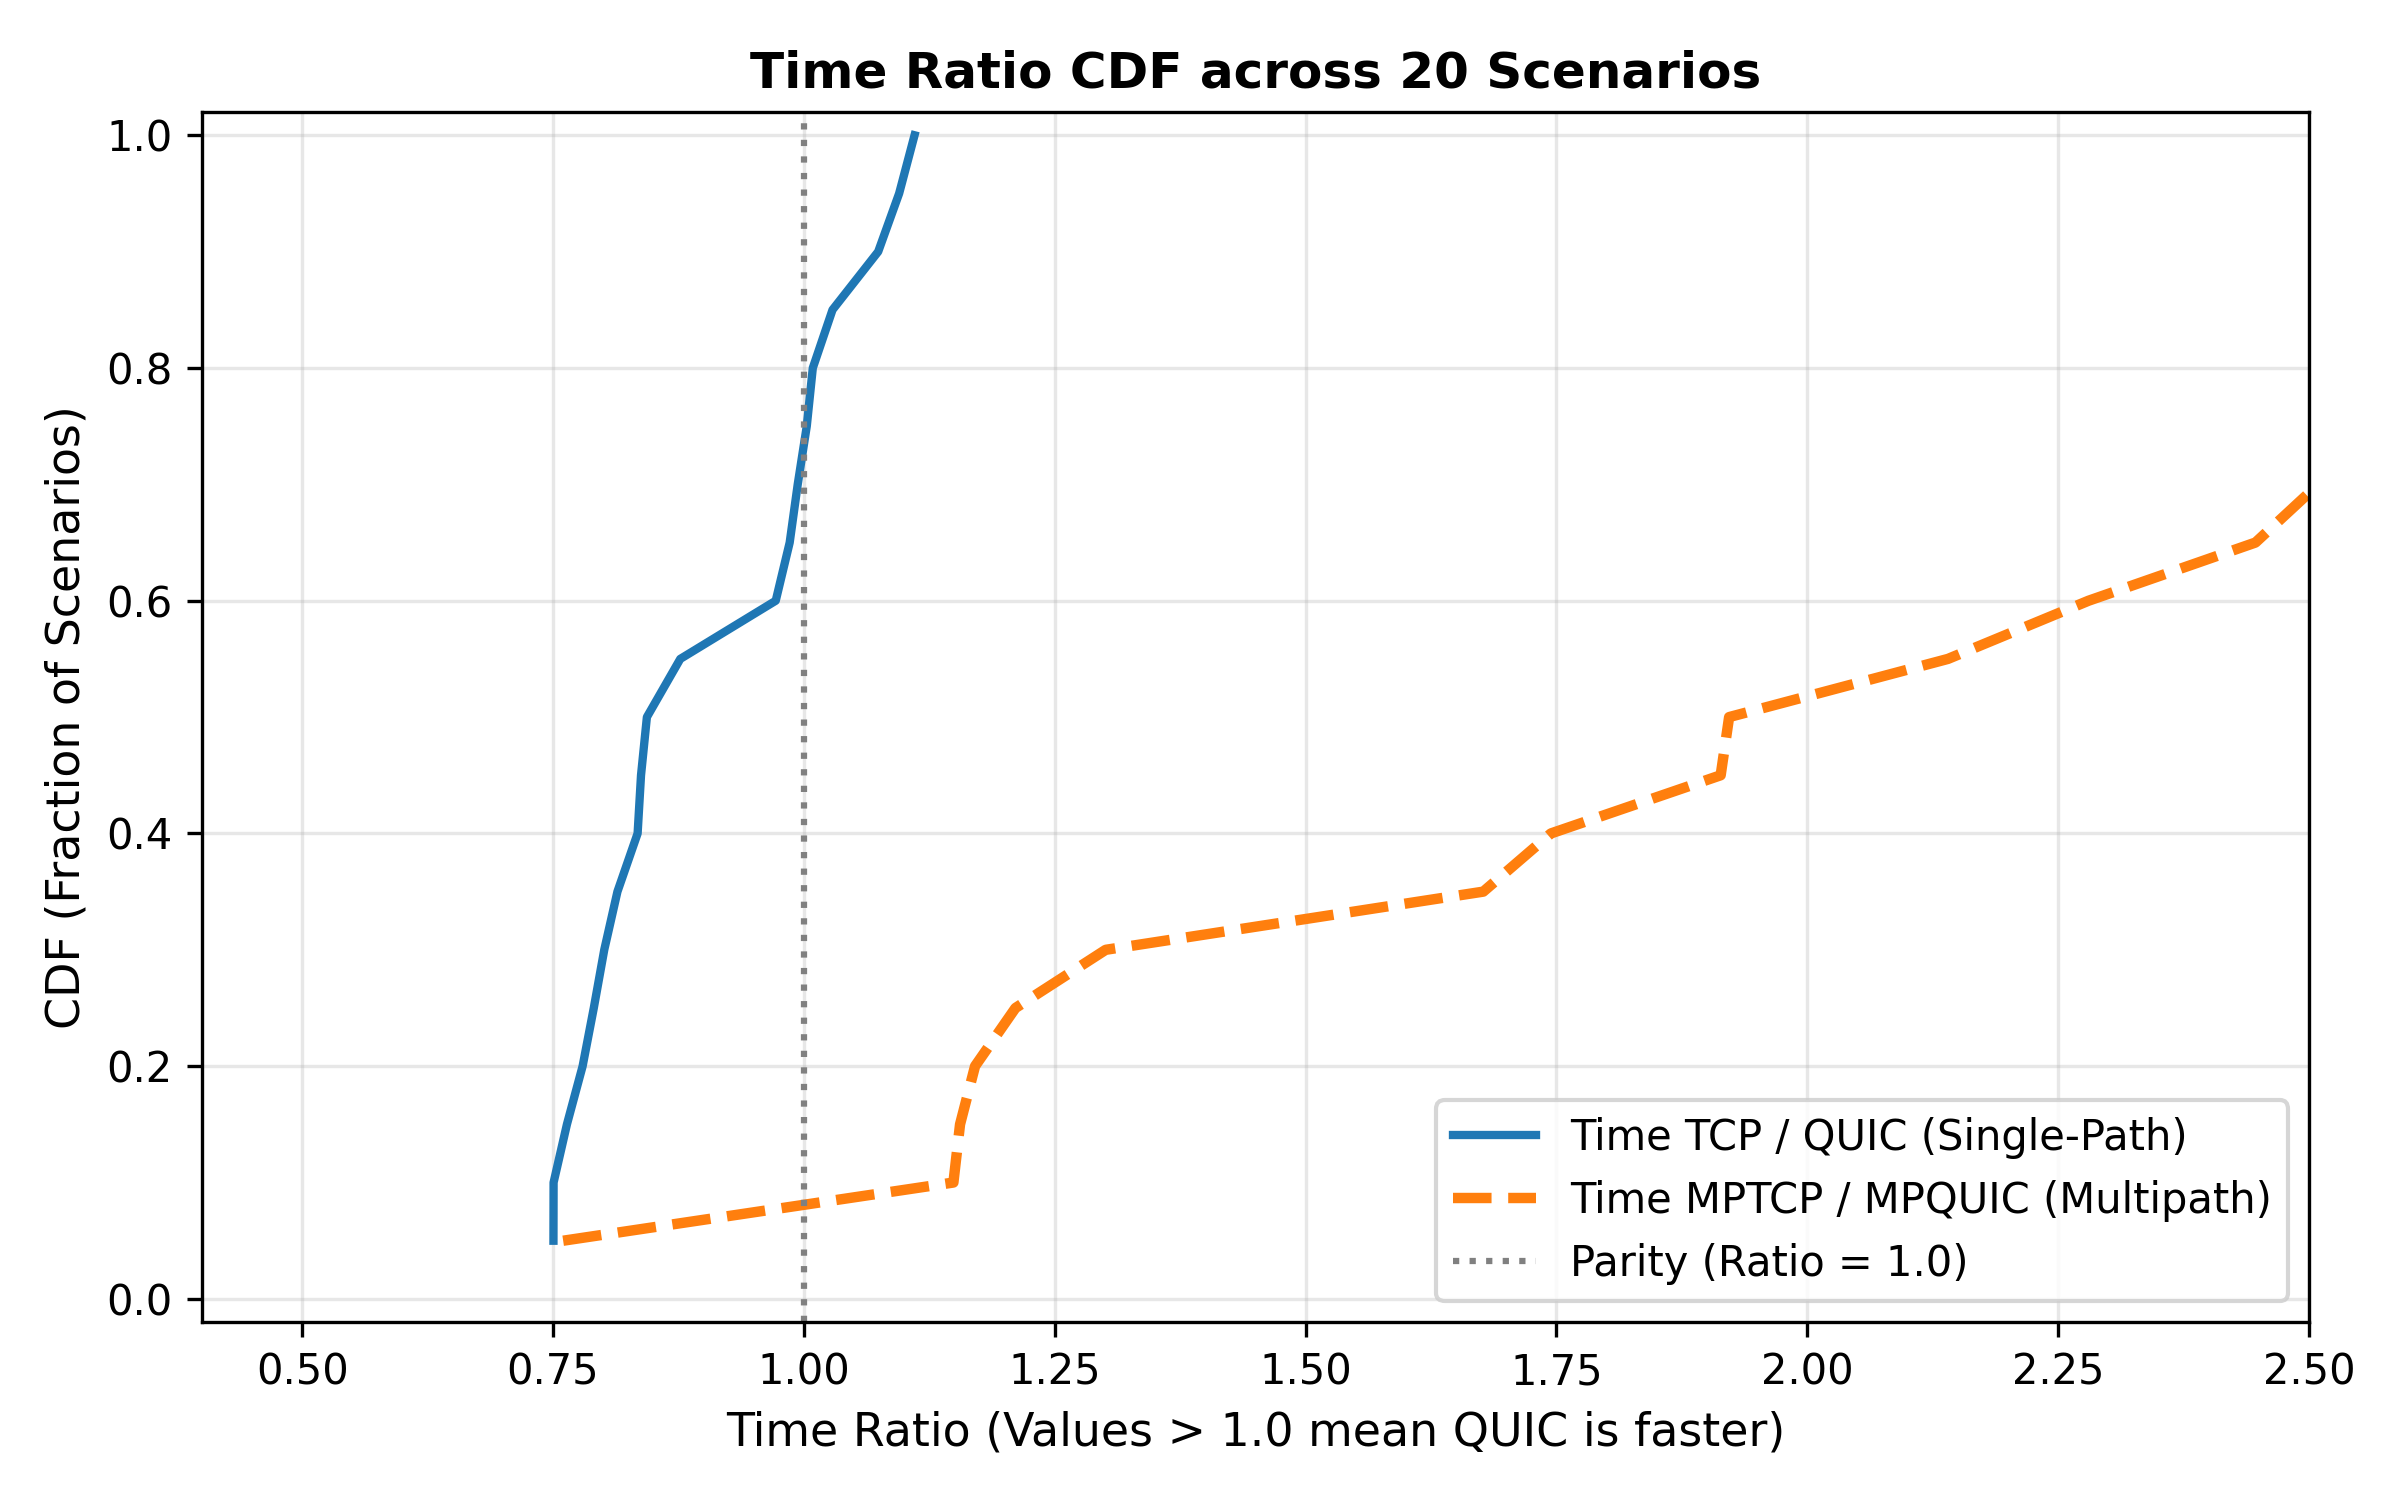 Time Ratio CDF across 20 Scenarios
1.0
0.8
0.6
0.4
0.2
0.0
CDF (Fraction of Scenarios)
Time TCP / QUIC (Single-Path)
Time MPTCP / MPQUIC (Multipath)
Parity (Ratio = 1.0)
0.50 0.75 1.00 1.25 1.50 1.75 2.00 2.25 2.50
Time Ratio (Values > 1.0 mean QUIC is faster)